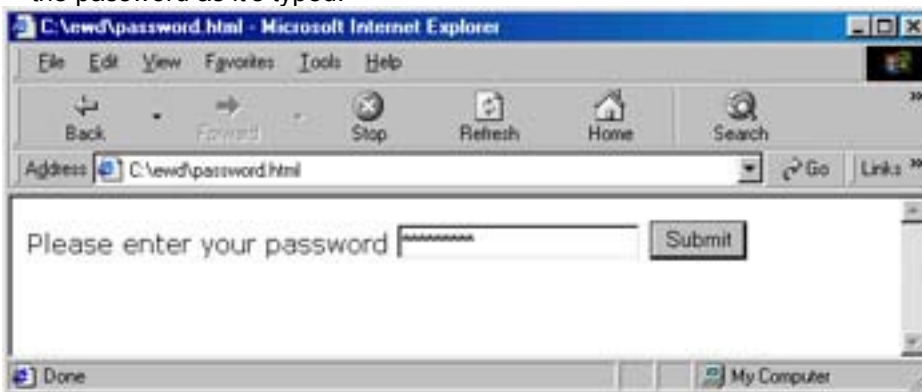 the password as it's typed.
C:\ewd\password.html - Microsoft Internet Explorer
File Edit View Favorites Tools Help
Back Forward Stop Refresh Home Search »
Address C:\ewd\password.html Go Links »
Please enter your password ********* Submit
Done My Computer